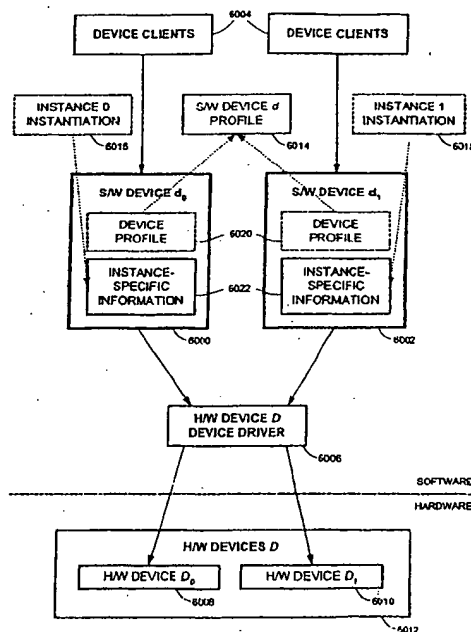 DEVICE CLIENTS
6004
DEVICE CLIENTS
INSTANCE 0
INSTANTIATION
6016
S/W DEVICE d
PROFILE
6014
INSTANCE 1
INSTANTIATION
6018
S/W DEVICE d0
DEVICE
PROFILE
INSTANCE-
SPECIFIC
INFORMATION
6000
6020
6022
S/W DEVICE d1
DEVICE
PROFILE
INSTANCE-
SPECIFIC
INFORMATION
6002
H/W DEVICE D
DEVICE DRIVER
6006
SOFTWARE
HARDWARE
H/W DEVICES D
H/W DEVICE D0
6008
H/W DEVICE D1
6010
6012